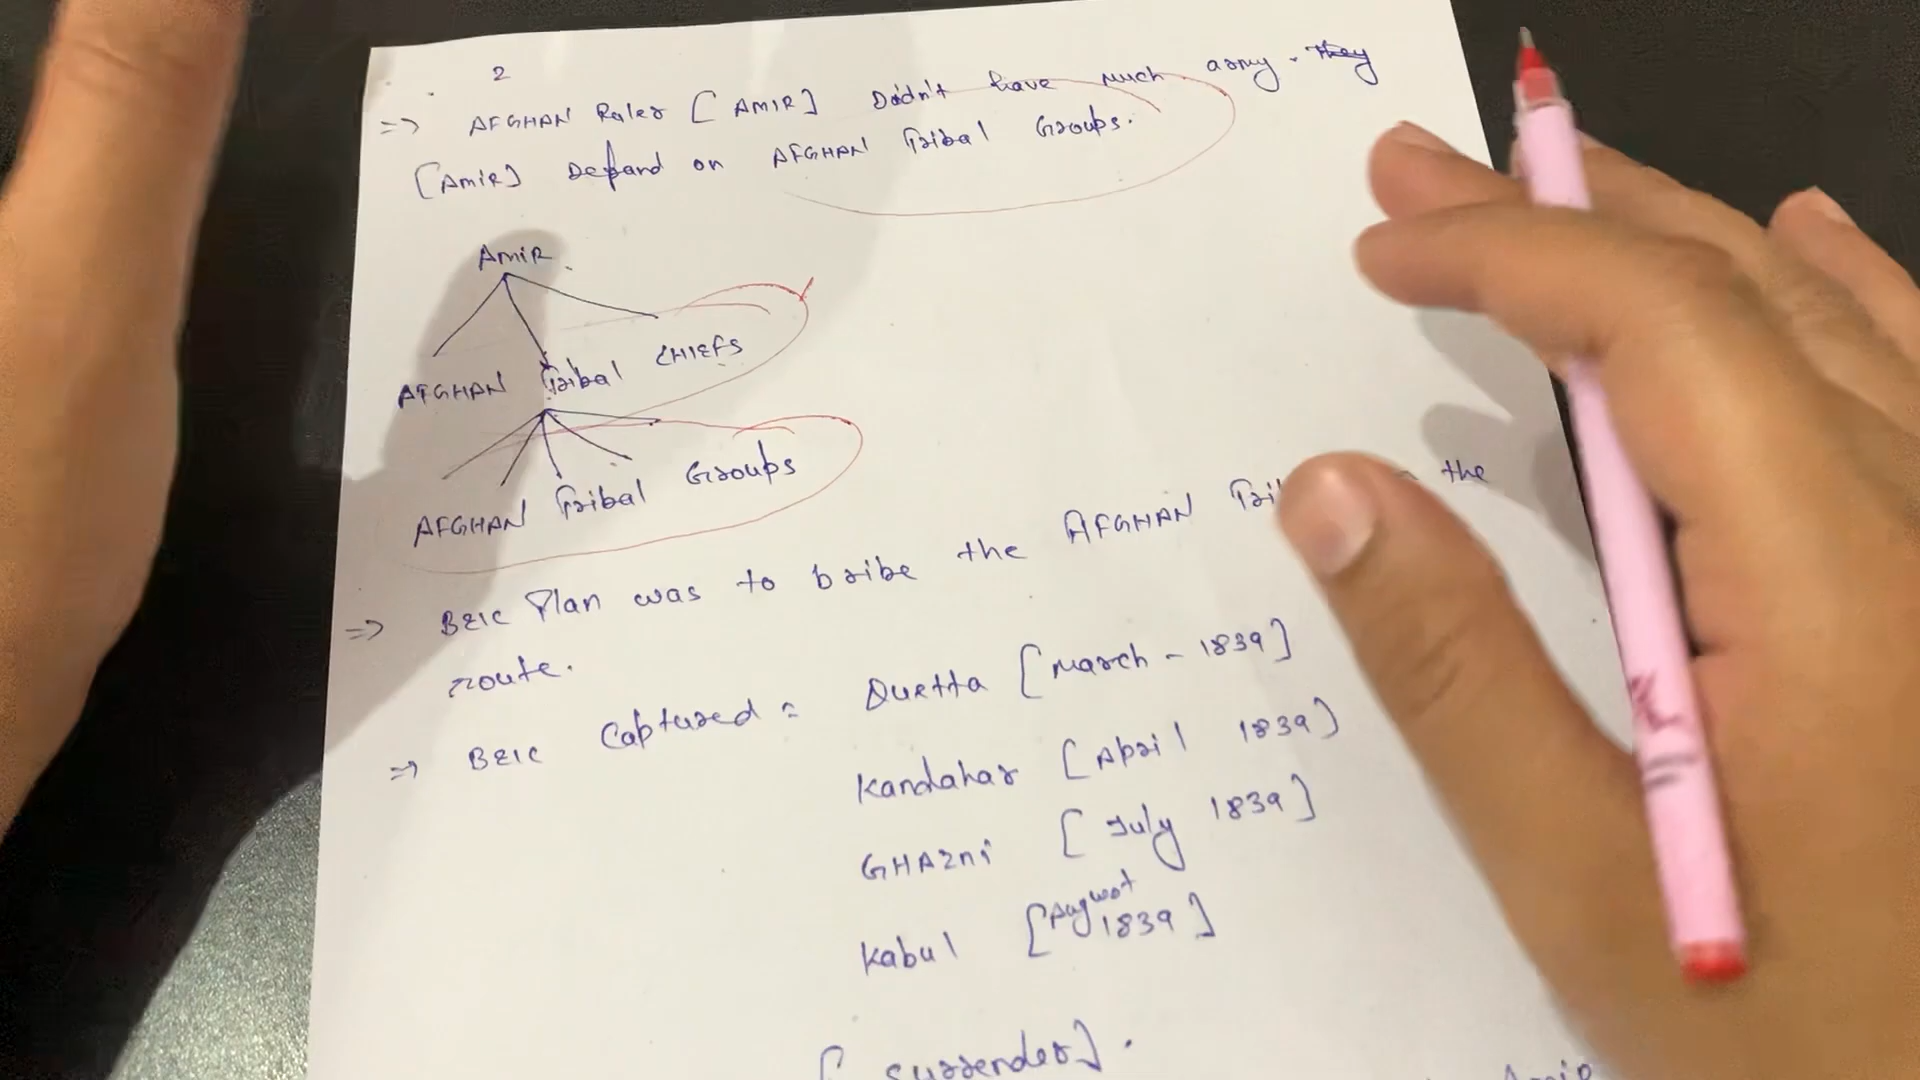 2
=> AFGHAN Ruler [AMIR] Didn't have much army. They
[AMIR] Depand on AFGHAN Tribal Groups.
AMIR.
AFGHAN Tribal CHIEFS
AFGHAN Tribal Groups
=> BEIC Plan was to bribe the AFGHAN the
route.
=> BEIC Captured = Quetta [March - 1839]
Kandahar [April 1839]
GHAZni [July 1839]
Kabul [August 1839]
[Surrender].
Amir